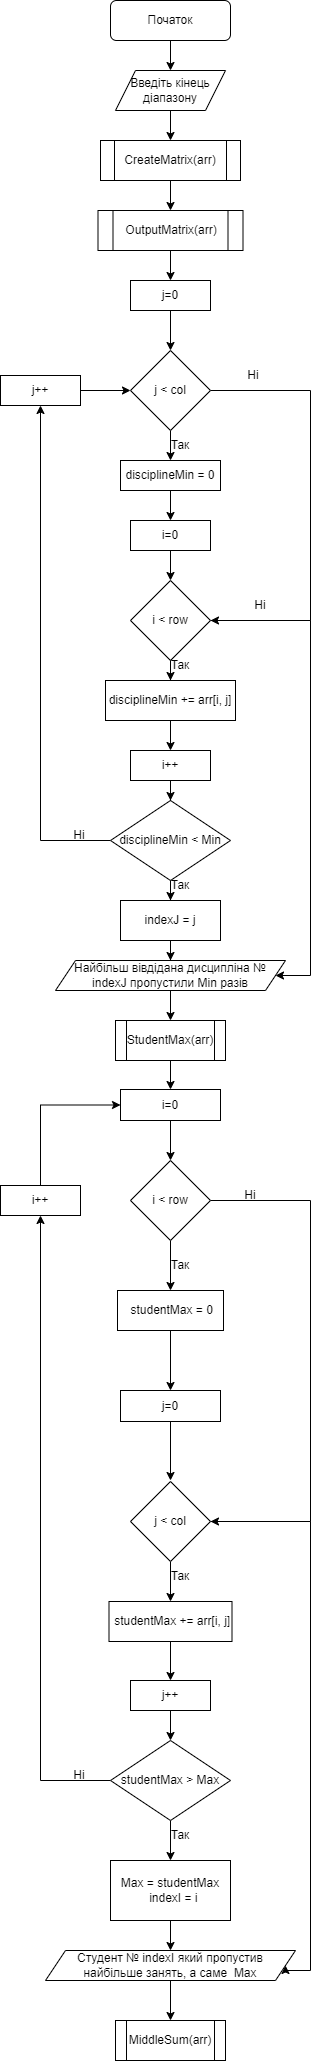 Початок
Введіть кінець
діапазону
CreateMatrix(arr)
OutputMatrix(arr)
j=0
Ні
j++
j < col
Так
disciplineMin = 0
i=0
Ні
i < row
Так
disciplineMin += arr[i, j]
i++
Ні
disciplineMin < Min
Так
indexJ = j
Найбільш вівдідана дисципліна №
indexJ пропустили Min разів
StudentMax(arr)
i=0
i++
i < row
Ні
Так
studentMax = 0
j=0
j < col
Так
studentMax += arr[i, j]
j++
Ні
studentMax > Max
Так
Max = studentMax
indexI = i
Студент № indexI який пропустив
найбільше занять, а саме Max
MiddleSum(arr)